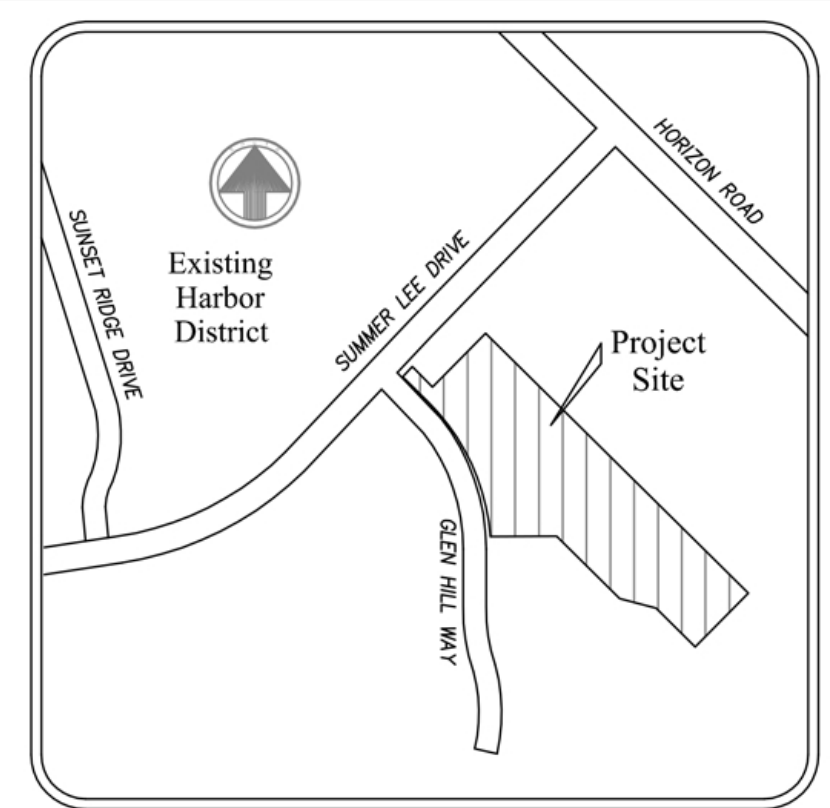 HORIZON ROAD
SUNSET RIDGE DRIVE
Existing
Harbor
District
SUMMER LEE DRIVE
Project
Site
GLEN HILL WAY